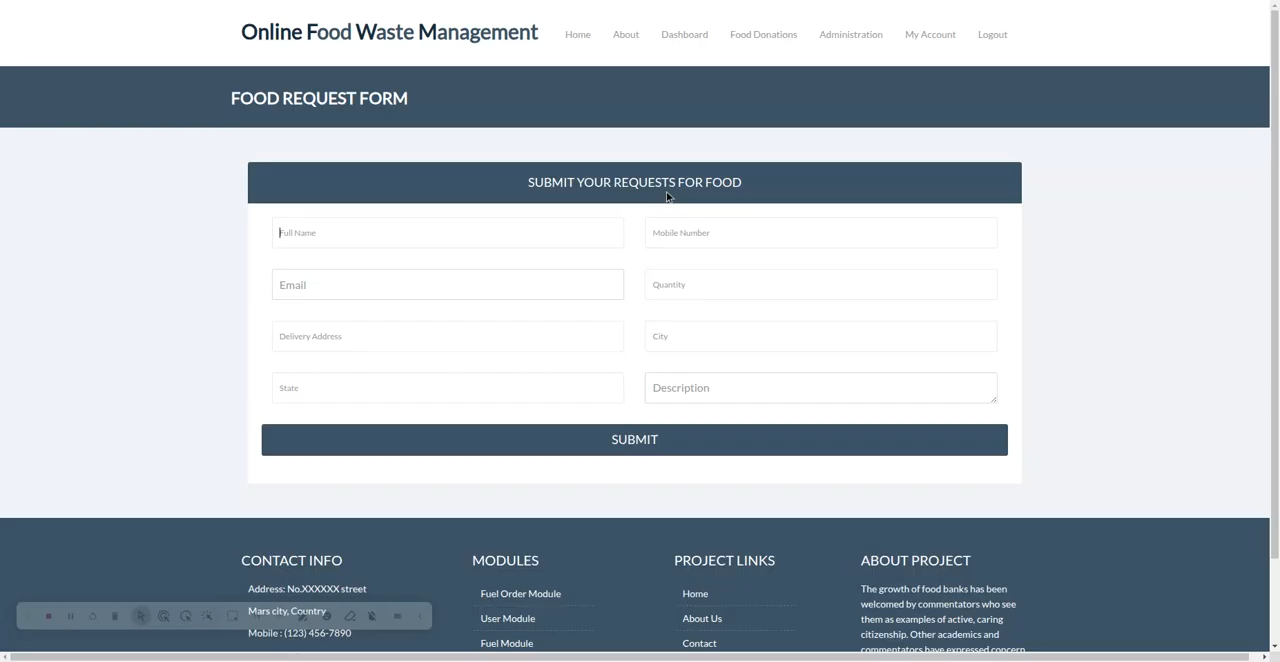 Online Food Waste Management
Home
About
Dashboard
Food Donations
Administration
My Account
Logout
FOOD REQUEST FORM
SUBMIT YOUR REQUESTS FOR FOOD
Full Name
Mobile Number
Email
Quantity
Delivery Address
City
State
Description
SUBMIT
CONTACT INFO
Address: No.XXXXXX street
Mars city, Country
Mobile : (123) 456-7890
MODULES
Fuel Order Module
User Module
Fuel Module
PROJECT LINKS
Home
About Us
Contact
ABOUT PROJECT
The growth of food banks has been
welcomed by commentators who see
them as examples of active, caring
citizenship. Other academics and
commentators have expressed concern